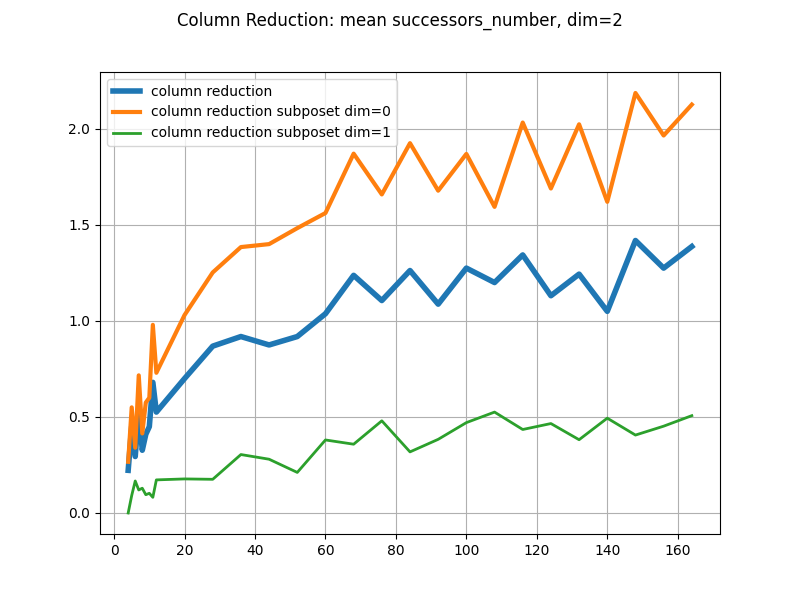 Column Reduction: mean successors_number, dim=2
column reduction
column reduction subposet dim=0
column reduction subposet dim=1
2.0
1.5
1.0
0.5
0.0
0 20 40 60 80 100 120 140 160